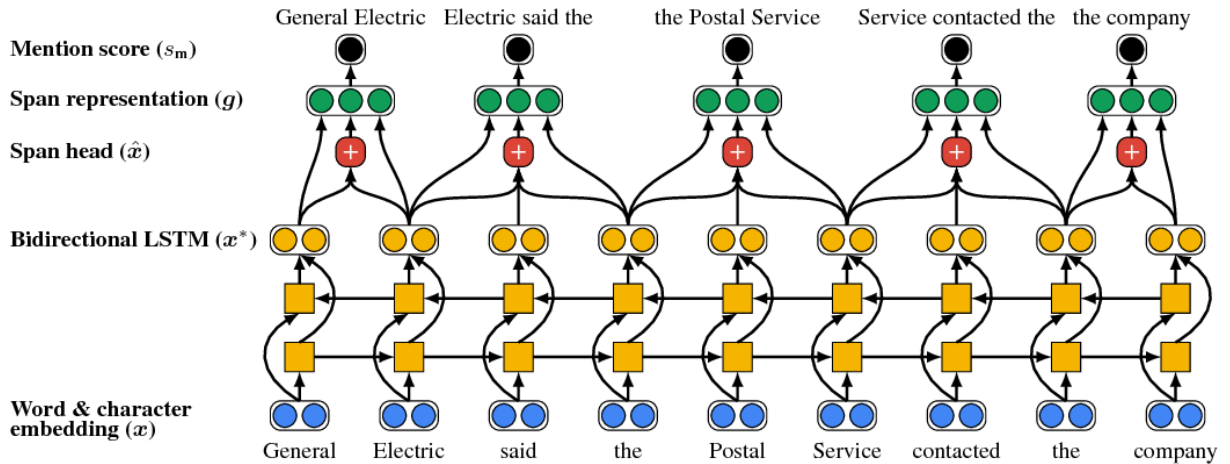 General Electric Electric said the the Postal Service Service contacted the the company
Mention score (s_m)
Span representation (g)
Span head (x̂)
+ + + + +
Bidirectional LSTM (x*)
Word & character
embedding (x)
General Electric said the Postal Service contacted the company